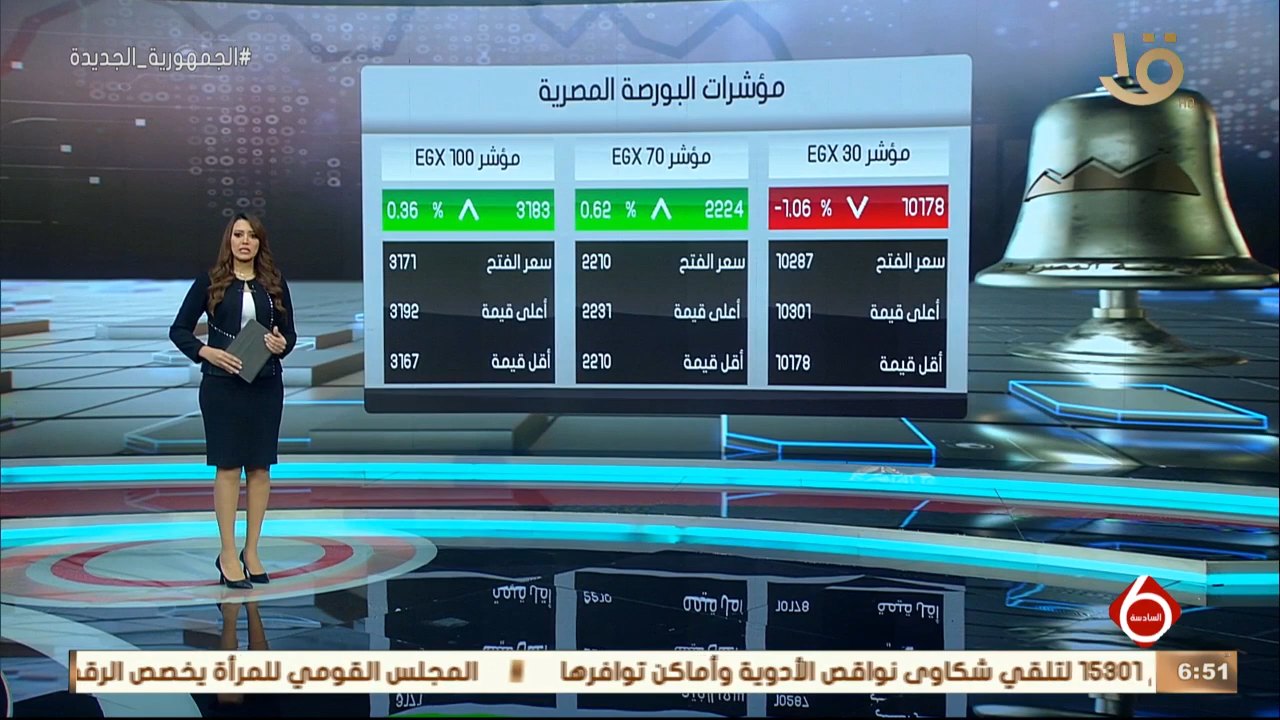 #الجمهورية_الجديدة
مؤشرات البورصة المصرية
مؤشر EGX 30
10178 % -1.06
سعر الفتح 10287
أعلى قيمة 10301
أقل قيمة 10178
مؤشر EGX 70
2224 % 0.62
سعر الفتح 2210
أعلى قيمة 2231
أقل قيمة 2210
مؤشر EGX 100
3183 % 0.36
سعر الفتح 3171
أعلى قيمة 3192
أقل قيمة 3167
HD
6 السادسة
6:51
15801 لتلقي شكاوى نواقص الأدوية وأماكن توافرها
المجلس القومي للمرأة يخصص